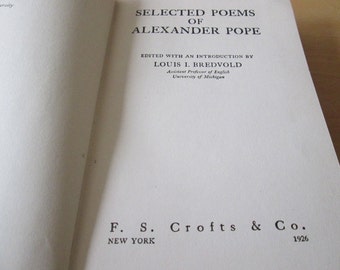 SELECTED POEMS
OF
ALEXANDER POPE
EDITED WITH AN INTRODUCTION BY
LOUIS I. BREDVOLD
Assistant Professor of English
University of Michigan
F. S. Crofts & Co.
NEW YORK 1926